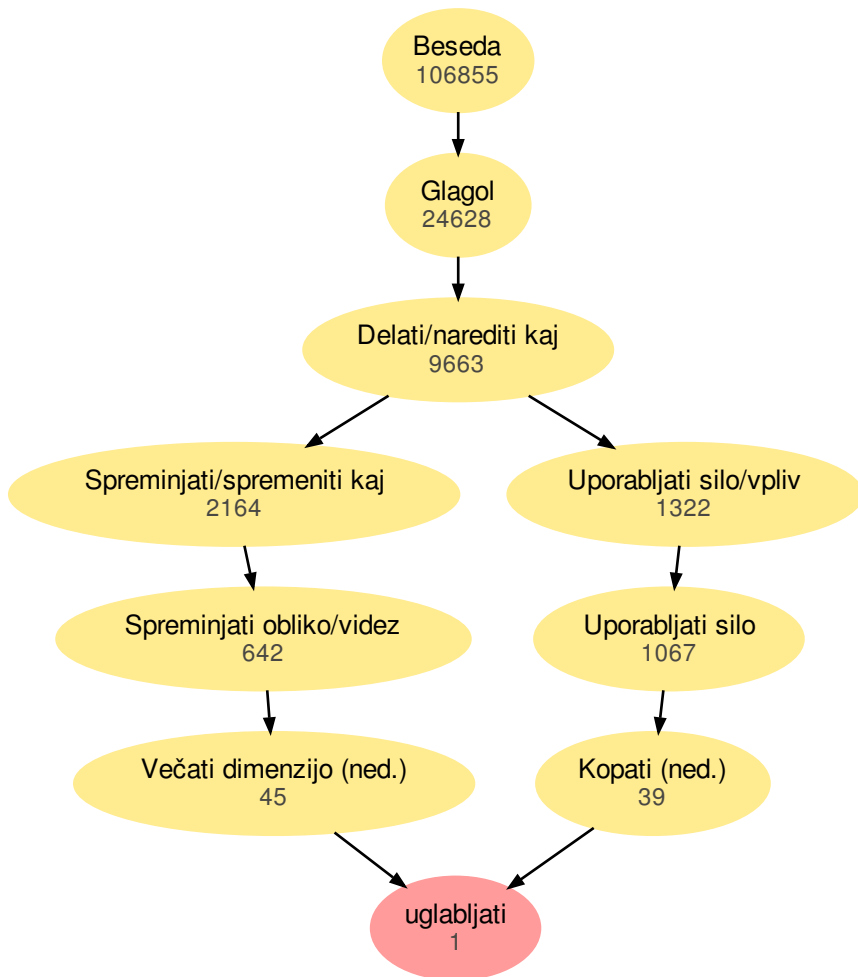 Beseda
106855
Glagol
24628
Delati/narediti kaj
9663
Spreminjati/spremeniti kaj
2164
Uporabljati silo/vpliv
1322
Spreminjati obliko/videz
642
Uporabljati silo
1067
Večati dimenzijo (ned.)
45
Kopati (ned.)
39
uglabljati
1